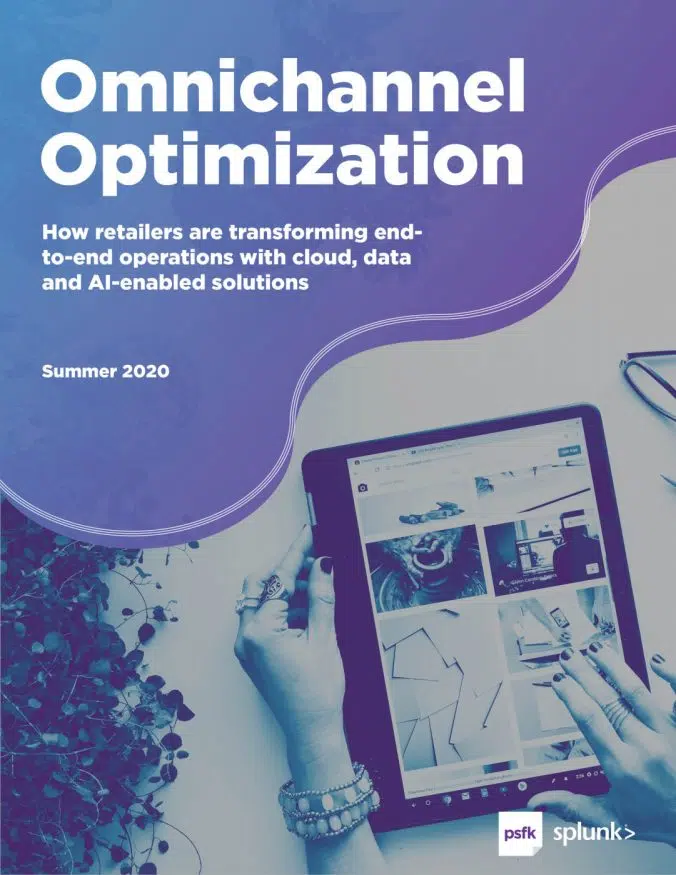 Omnichannel
Optimization
How retailers are transforming end-
to-end operations with cloud, data
and AI-enabled solutions
Summer 2020
psfk
splunk>